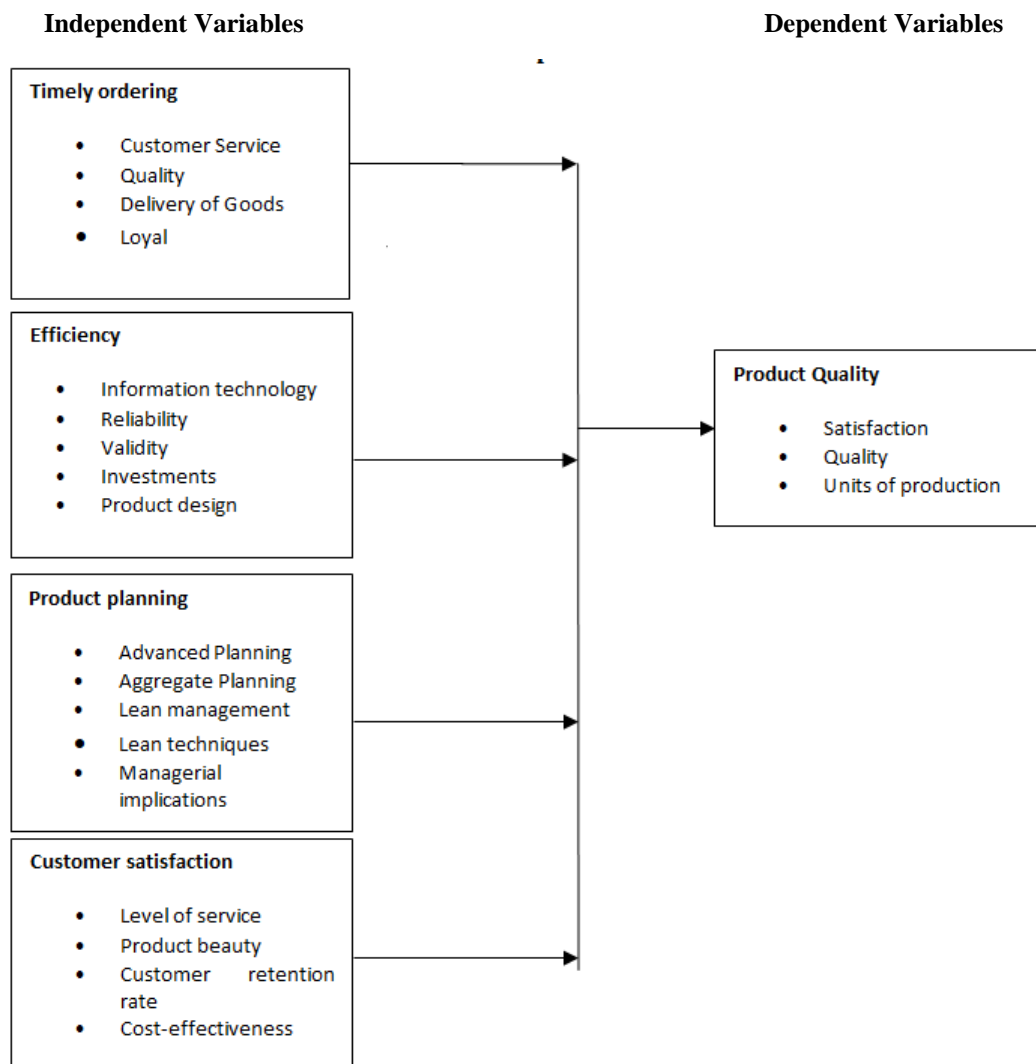 Independent Variables
Dependent Variables
Timely ordering
• Customer Service
• Quality
• Delivery of Goods
• Loyal
Efficiency
• Information technology
• Reliability
• Validity
• Investments
• Product design
Product planning
• Advanced Planning
• Aggregate Planning
• Lean management
• Lean techniques
• Managerial
implications
Customer satisfaction
• Level of service
• Product beauty
• Customer retention
rate
• Cost-effectiveness
Product Quality
• Satisfaction
• Quality
• Units of production